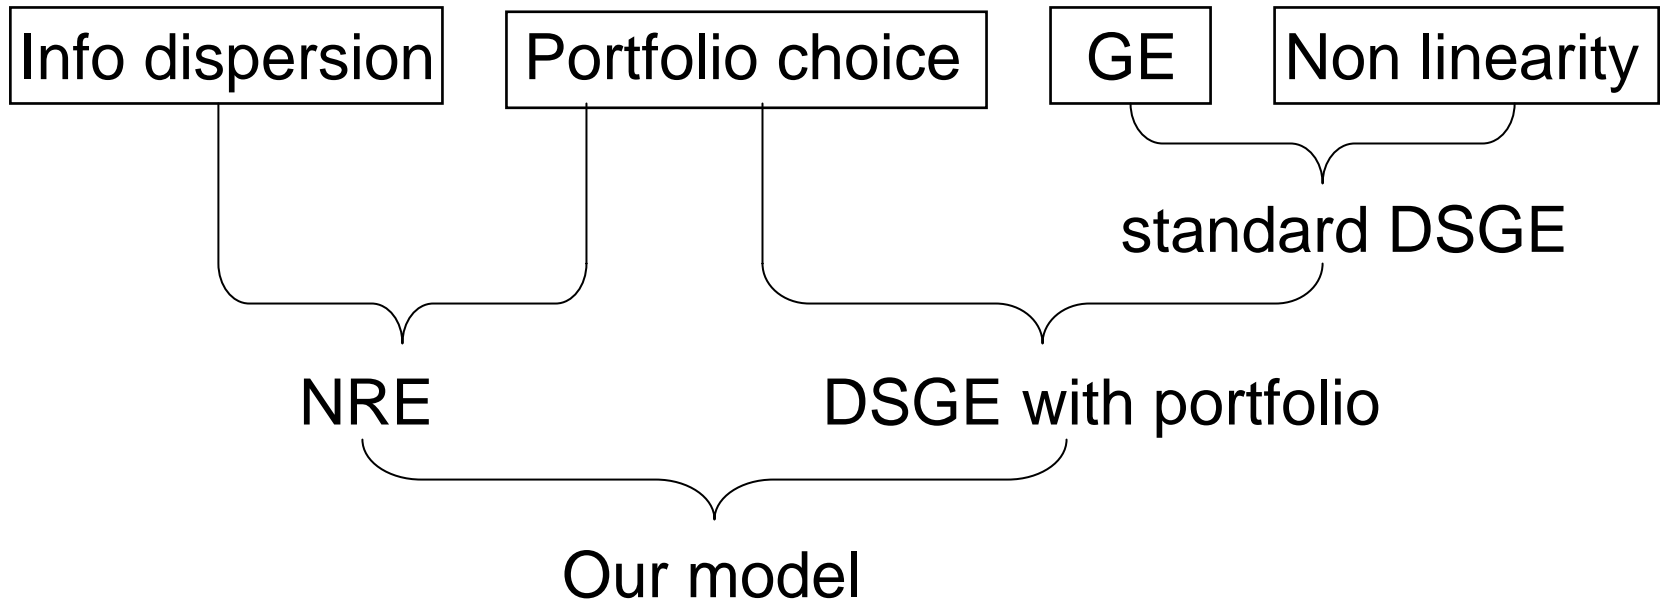 Info dispersion
Portfolio choice
GE
Non linearity
standard DSGE
NRE
DSGE with portfolio
Our model